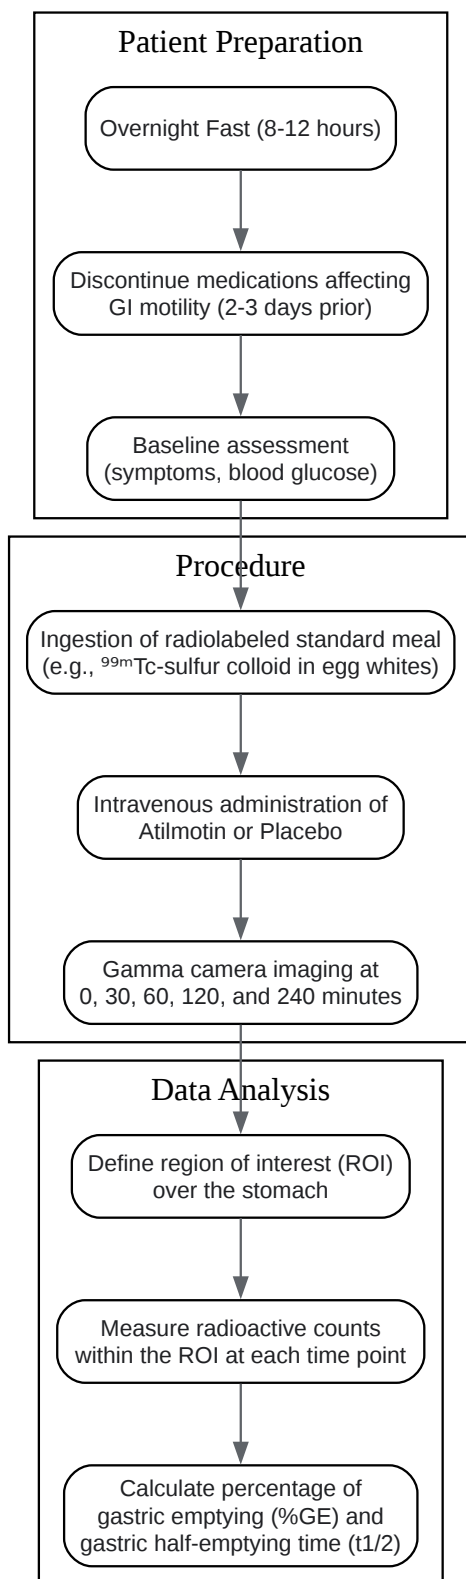 Patient Preparation
Overnight Fast (8-12 hours)
Discontinue medications affecting
GI motility (2-3 days prior)
Baseline assessment
(symptoms, blood glucose)
Procedure
Ingestion of radiolabeled standard meal
(e.g., ⁹⁹ᵐTc-sulfur colloid in egg whites)
Intravenous administration of
Atilmotin or Placebo
Gamma camera imaging at
0, 30, 60, 120, and 240 minutes
Data Analysis
Define region of interest (ROI)
over the stomach
Measure radioactive counts
within the ROI at each time point
Calculate percentage of
gastric emptying (%GE) and
gastric half-emptying time (t1/2)